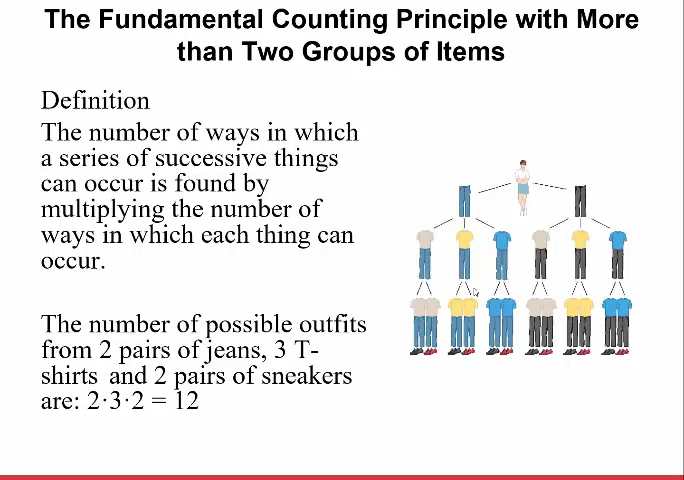 The Fundamental Counting Principle with More
than Two Groups of Items
Definition
The number of ways in which
a series of successive things
can occur is found by
multiplying the number of
ways in which each thing can
occur.
The number of possible outfits
from 2 pairs of jeans, 3 T-
shirts and 2 pairs of sneakers
are: 2·3·2 = 12